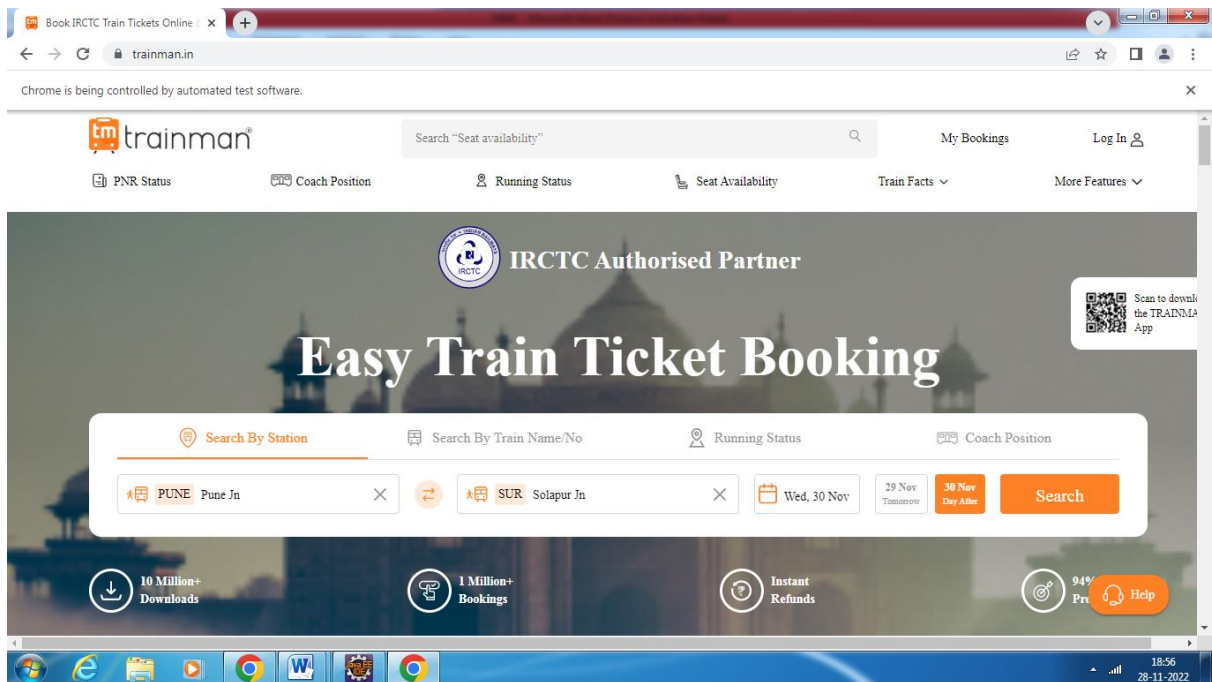 Book IRCTC Train Tickets Online
trainman.in
Chrome is being controlled by automated test software.
tm trainman
Search "Seat availability"
My Bookings
Log In
PNR Status
Coach Position
Running Status
Seat Availability
Train Facts
More Features
IRCTC
IRCTC Authorised Partner
Scan to downl
the TRAINMA
App
Easy Train Ticket Booking
Search By Station
Search By Train Name/No
Running Status
Coach Position
PUNE Pune Jn
SUR Solapur Jn
Wed, 30 Nov
29 Nov
Tomorrow
30 Nov
Day After
Search
10 Million+
Downloads
1 Million+
Bookings
Instant
Refunds
94%
Pre
Help
18:56
28-11-2022